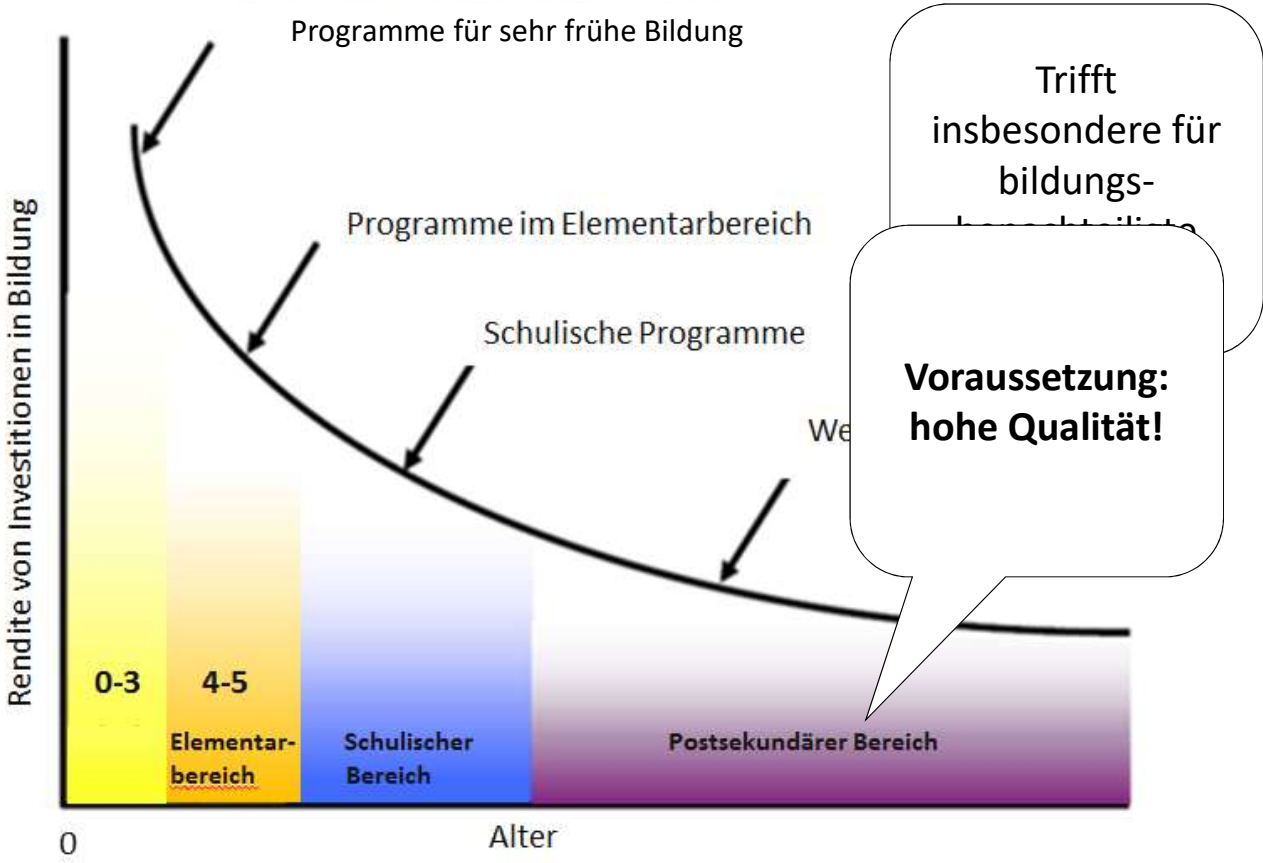 Programme für sehr frühe Bildung
Trifft
insbesondere für
bildungs-
benachteiligte
Programme im Elementarbereich
Schulische Programme
Voraussetzung:
hohe Qualität!
Rendite von Investitionen in Bildung
0-3
4-5
Elementar-
bereich
Schulischer
Bereich
Postsekundärer Bereich
0
Alter